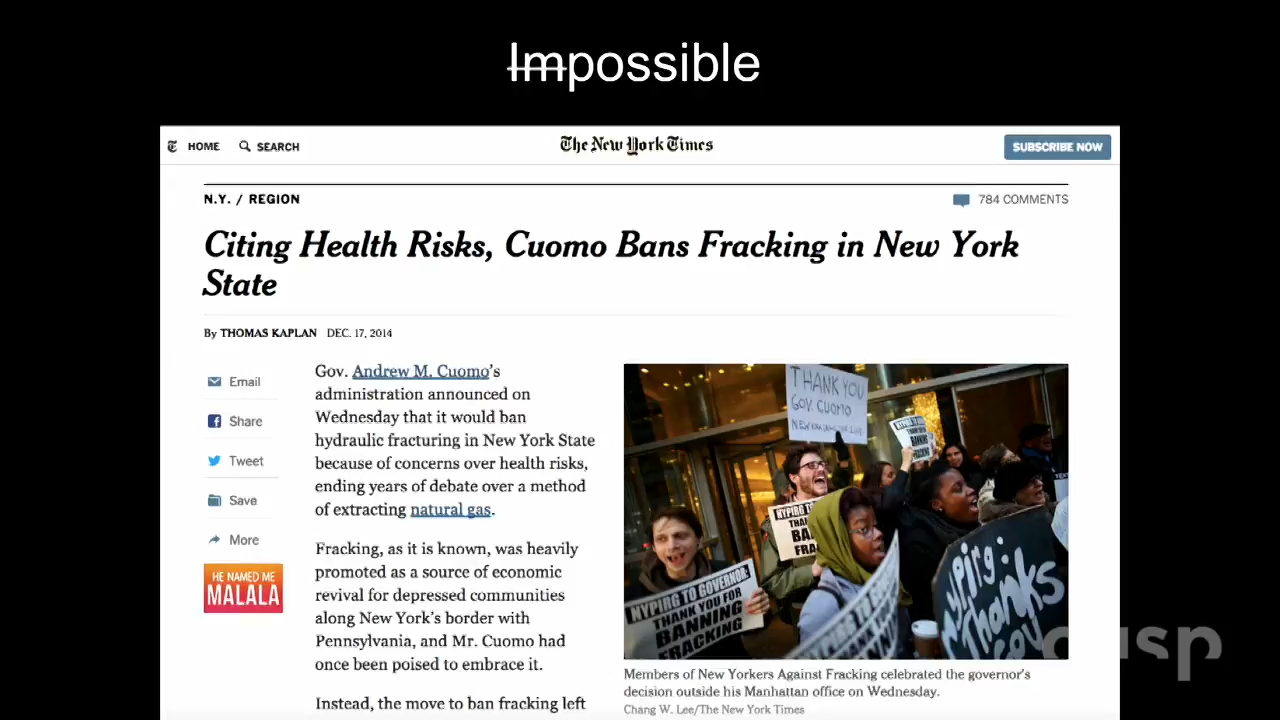 Impossible
HOME
SEARCH
The New York Times
SUBSCRIBE NOW
N.Y. / REGION
784 COMMENTS
Citing Health Risks, Cuomo Bans Fracking in New York
State
By THOMAS KAPLAN DEC. 17, 2014
Email
Share
Tweet
Save
More
HE NAMED ME
MALALA
Gov. Andrew M. Cuomo's
administration announced on
Wednesday that it would ban
hydraulic fracturing in New York State
because of concerns over health risks,
ending years of debate over a method
of extracting natural gas.
Fracking, as it is known, was heavily
promoted as a source of economic
revival for depressed communities
along New York's border with
Pennsylvania, and Mr. Cuomo had
once been poised to embrace it.
Instead, the move to ban fracking left
THANK YOU
GOV. CUOMO
NYPIRG TO GOVERNOR:
THANK YOU FOR
BANNING
FRACKING
nypirg:
Thanks
Gov
Members of New Yorkers Against Fracking celebrated the governor's
decision outside his Manhattan office on Wednesday.
Chang W. Lee/The New York Times
cusp